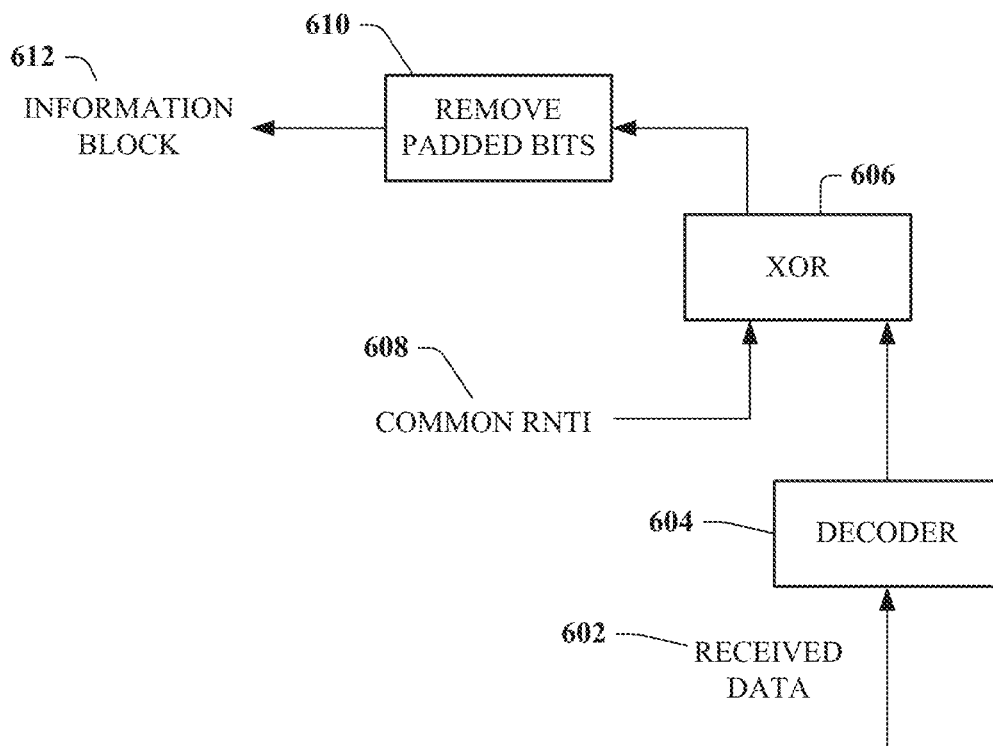 610
612
INFORMATION
BLOCK
REMOVE
PADDED BITS
606
XOR
608
COMMON RNTI
604
DECODER
602
RECEIVED
DATA